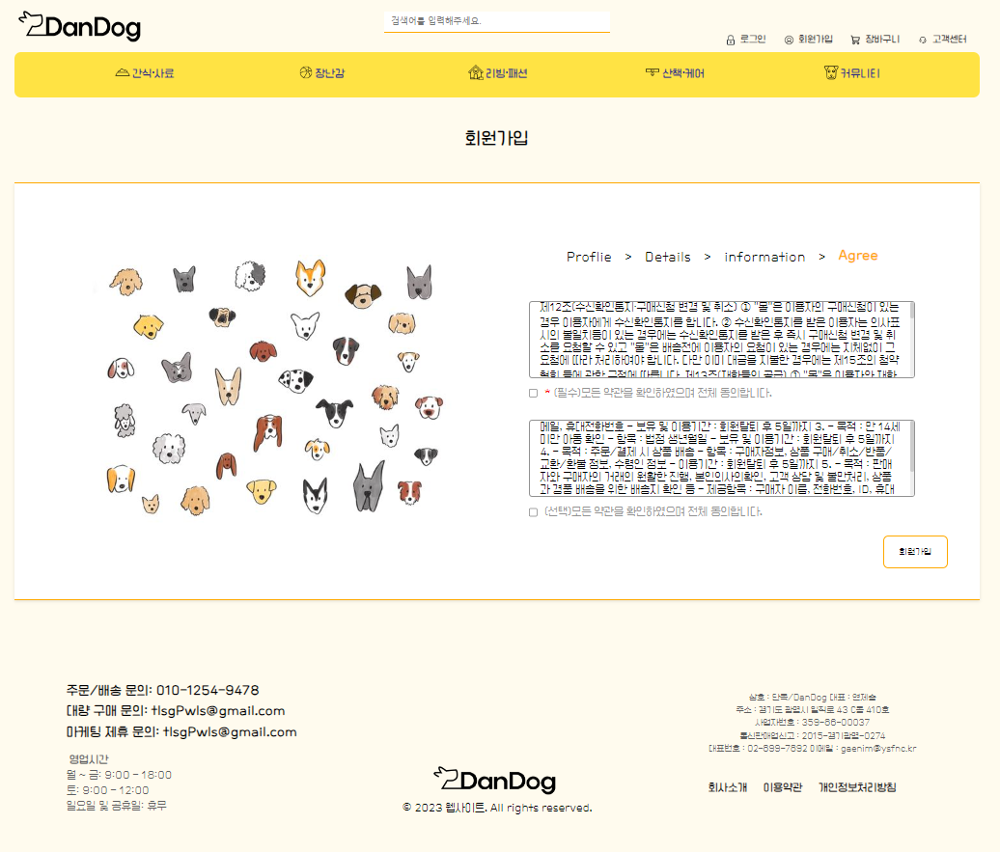 DanDog
검색어를 입력해주세요.
로그인 회원가입 장바구니 고객센터
간식·사료 장난감 리빙·패션 산책·케어 커뮤니티
회원가입
Proflie > Details > information > Agree
제12조(수신확인통지·구매신청 변경 및 취소) ① "몰"은 이용자의 구매신청이 있는
경우 이용자에게 수신확인통지를 합니다. ② 수신확인통지를 받은 이용자는 의사표
시의 불일치등이 있는 경우에는 수신확인통지를 받은 후 즉시 구매신청 변경 및 취
소를 요청할 수 있고 "몰"은 배송전에 이용자의 요청이 있는 경우에는 지체없이 그
요청에 따라 처리하여야 합니다. 다만 이미 대금을 지불한 경우에는 제15조의 청약
철회 등에 관한 규정에 따릅니다. 제13조(재화등의 공급) ① "몰"은 이용자와 재화
* (필수)모든 약관을 확인하였으며 전체 동의합니다.
메일, 휴대전화번호 - 보유 및 이용기간 : 회원탈퇴 후 5일까지 3. - 목적 : 만 14세
미만 아동 확인 - 항목 : 법정 생년월일 - 보유 및 이용기간 : 회원탈퇴 후 5일까지
4. - 목적 : 주문/결제 시 상품 배송 - 항목 : 구매자정보, 상품 구매/취소/반품/
교환/환불 정보, 수령인 정보 - 이용기간 : 회원탈퇴 후 5일까지 5. - 목적 : 판매
자와 구매자의 거래의 원활한 진행, 본인의사의확인, 고객 상담 및 불만처리, 상품
과 경품 배송을 위한 배송지 확인 등 - 제공항목 : 구매자 이름, 전화번호, ID, 휴대
(선택)모든 약관을 확인하였으며 전체 동의합니다.
회원가입
주문/배송 문의: 010-1254-9478
대량 구매 문의: tlsgPwls@gmail.com
마케팅 제휴 문의: tlsgPwls@gmail.com
영업시간
월 ~ 금: 9:00 - 18:00
토: 9:00 - 12:00
일요일 및 공휴일: 휴무
DanDog
© 2023 웹사이트. All rights reserved.
상호 : 단독/DanDog 대표 : 연제슬
주소 : 경기도 광명시 일직로 43 C동 410호
사업자번호 : 359-86-00037
통신판매업신고 : 2015-경기광명-0274
대표번호 : 02-899-7892 이메일 : gaenim@ysfnc.kr
회사소개 이용약관 개인정보처리방침